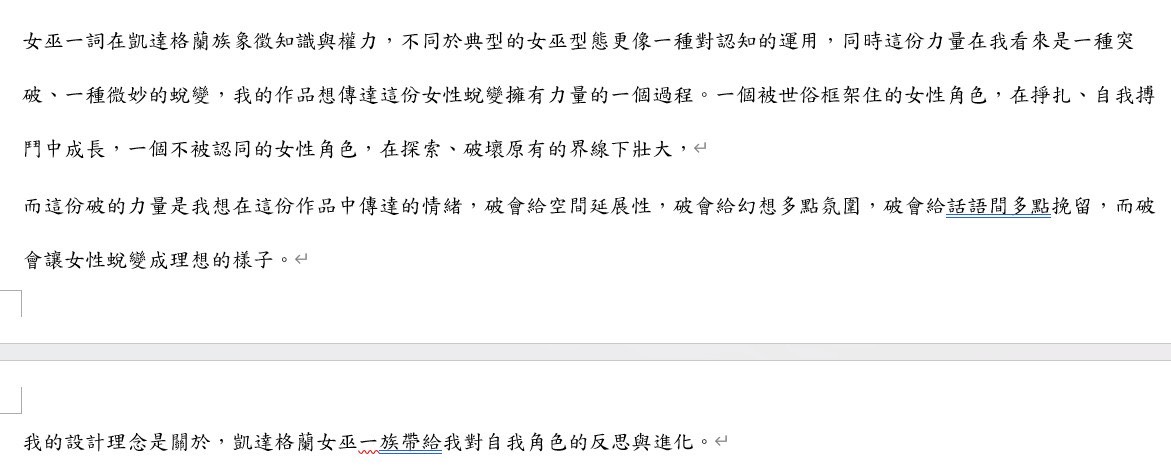 女巫一詞在凱達格蘭族象徵知識與權力，不同於典型的女巫型態更像一種對認知的運用，同時這份力量在我看來是一種突
破、一種微妙的蛻變，我的作品想傳達這份女性蛻變擁有力量的一個過程。一個被世俗框架住的女性角色，在掙扎、自我搏
鬥中成長，一個不被認同的女性角色，在探索、破壞原有的界線下壯大，
而這份破的力量是我想在這份作品中傳達的情緒，破會給空間延展性，破會給幻想多點氛圍，破會給話語間多點挽留，而破
會讓女性蛻變成理想的樣子。
我的設計理念是關於，凱達格蘭女巫一族帶給我對自我角色的反思與進化。